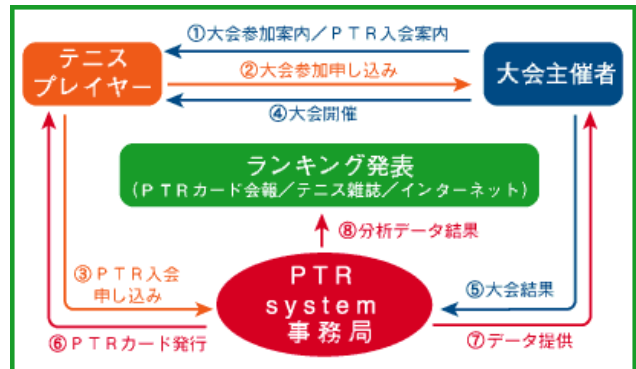 ①大会参加案内／ＰＴＲ入会案内
テニス
プレイヤー
②大会参加申し込み
大会主催者
④大会開催
ランキング発表
（ＰＴＲカード会報／テニス雑誌／インターネット）
⑧分析データ結果
③ＰＴＲ入会
申し込み
ＰＴＲ
system
事務局
⑤大会結果
⑥ＰＴＲカード発行
⑦データ提供